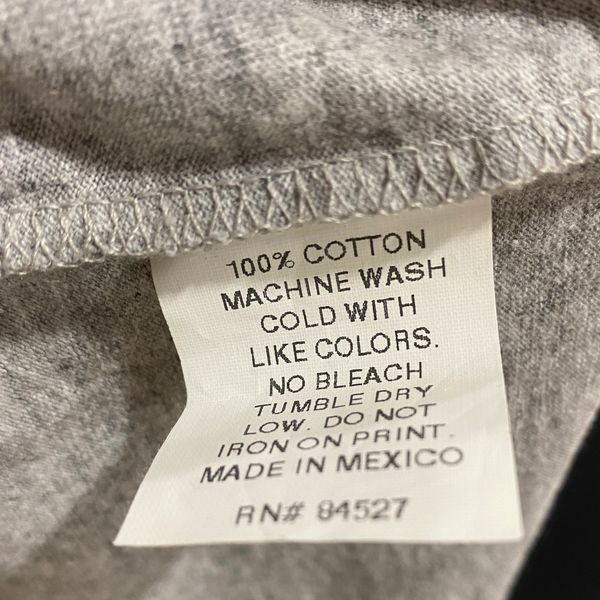 100% COTTON
MACHINE WASH
COLD WITH
LIKE COLORS.
NO BLEACH
TUMBLE DRY
LOW. DO NOT
IRON ON PRINT.
MADE IN MEXICO
RN# 84527